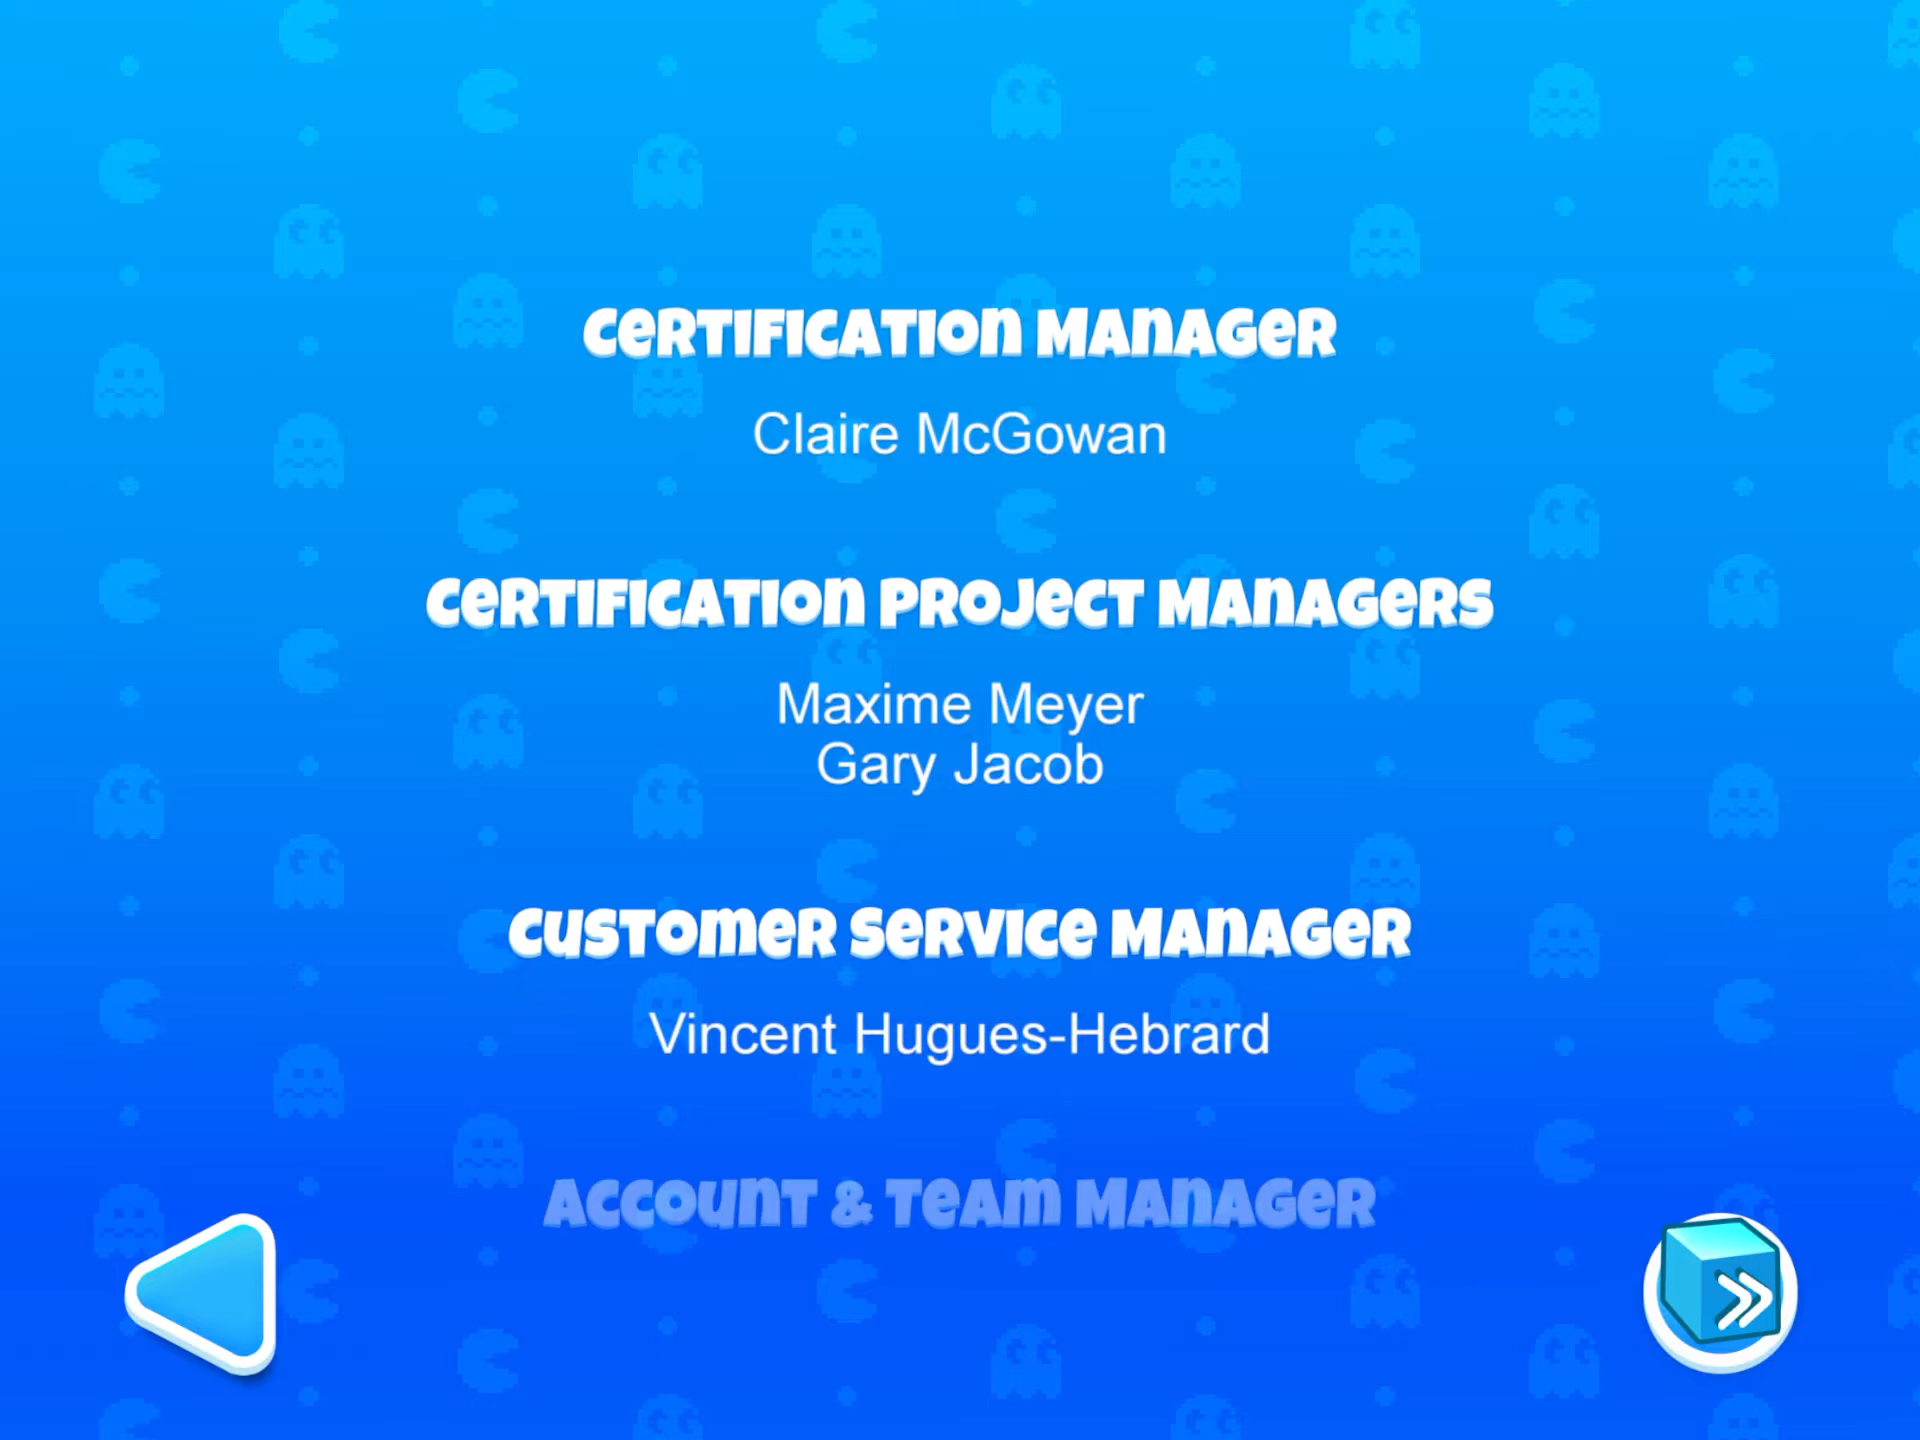 Certification Manager
Claire McGowan
Certification Project Managers
Maxime Meyer
Gary Jacob
Customer Service Manager
Vincent Hugues-Hebrard
Account & Team Manager